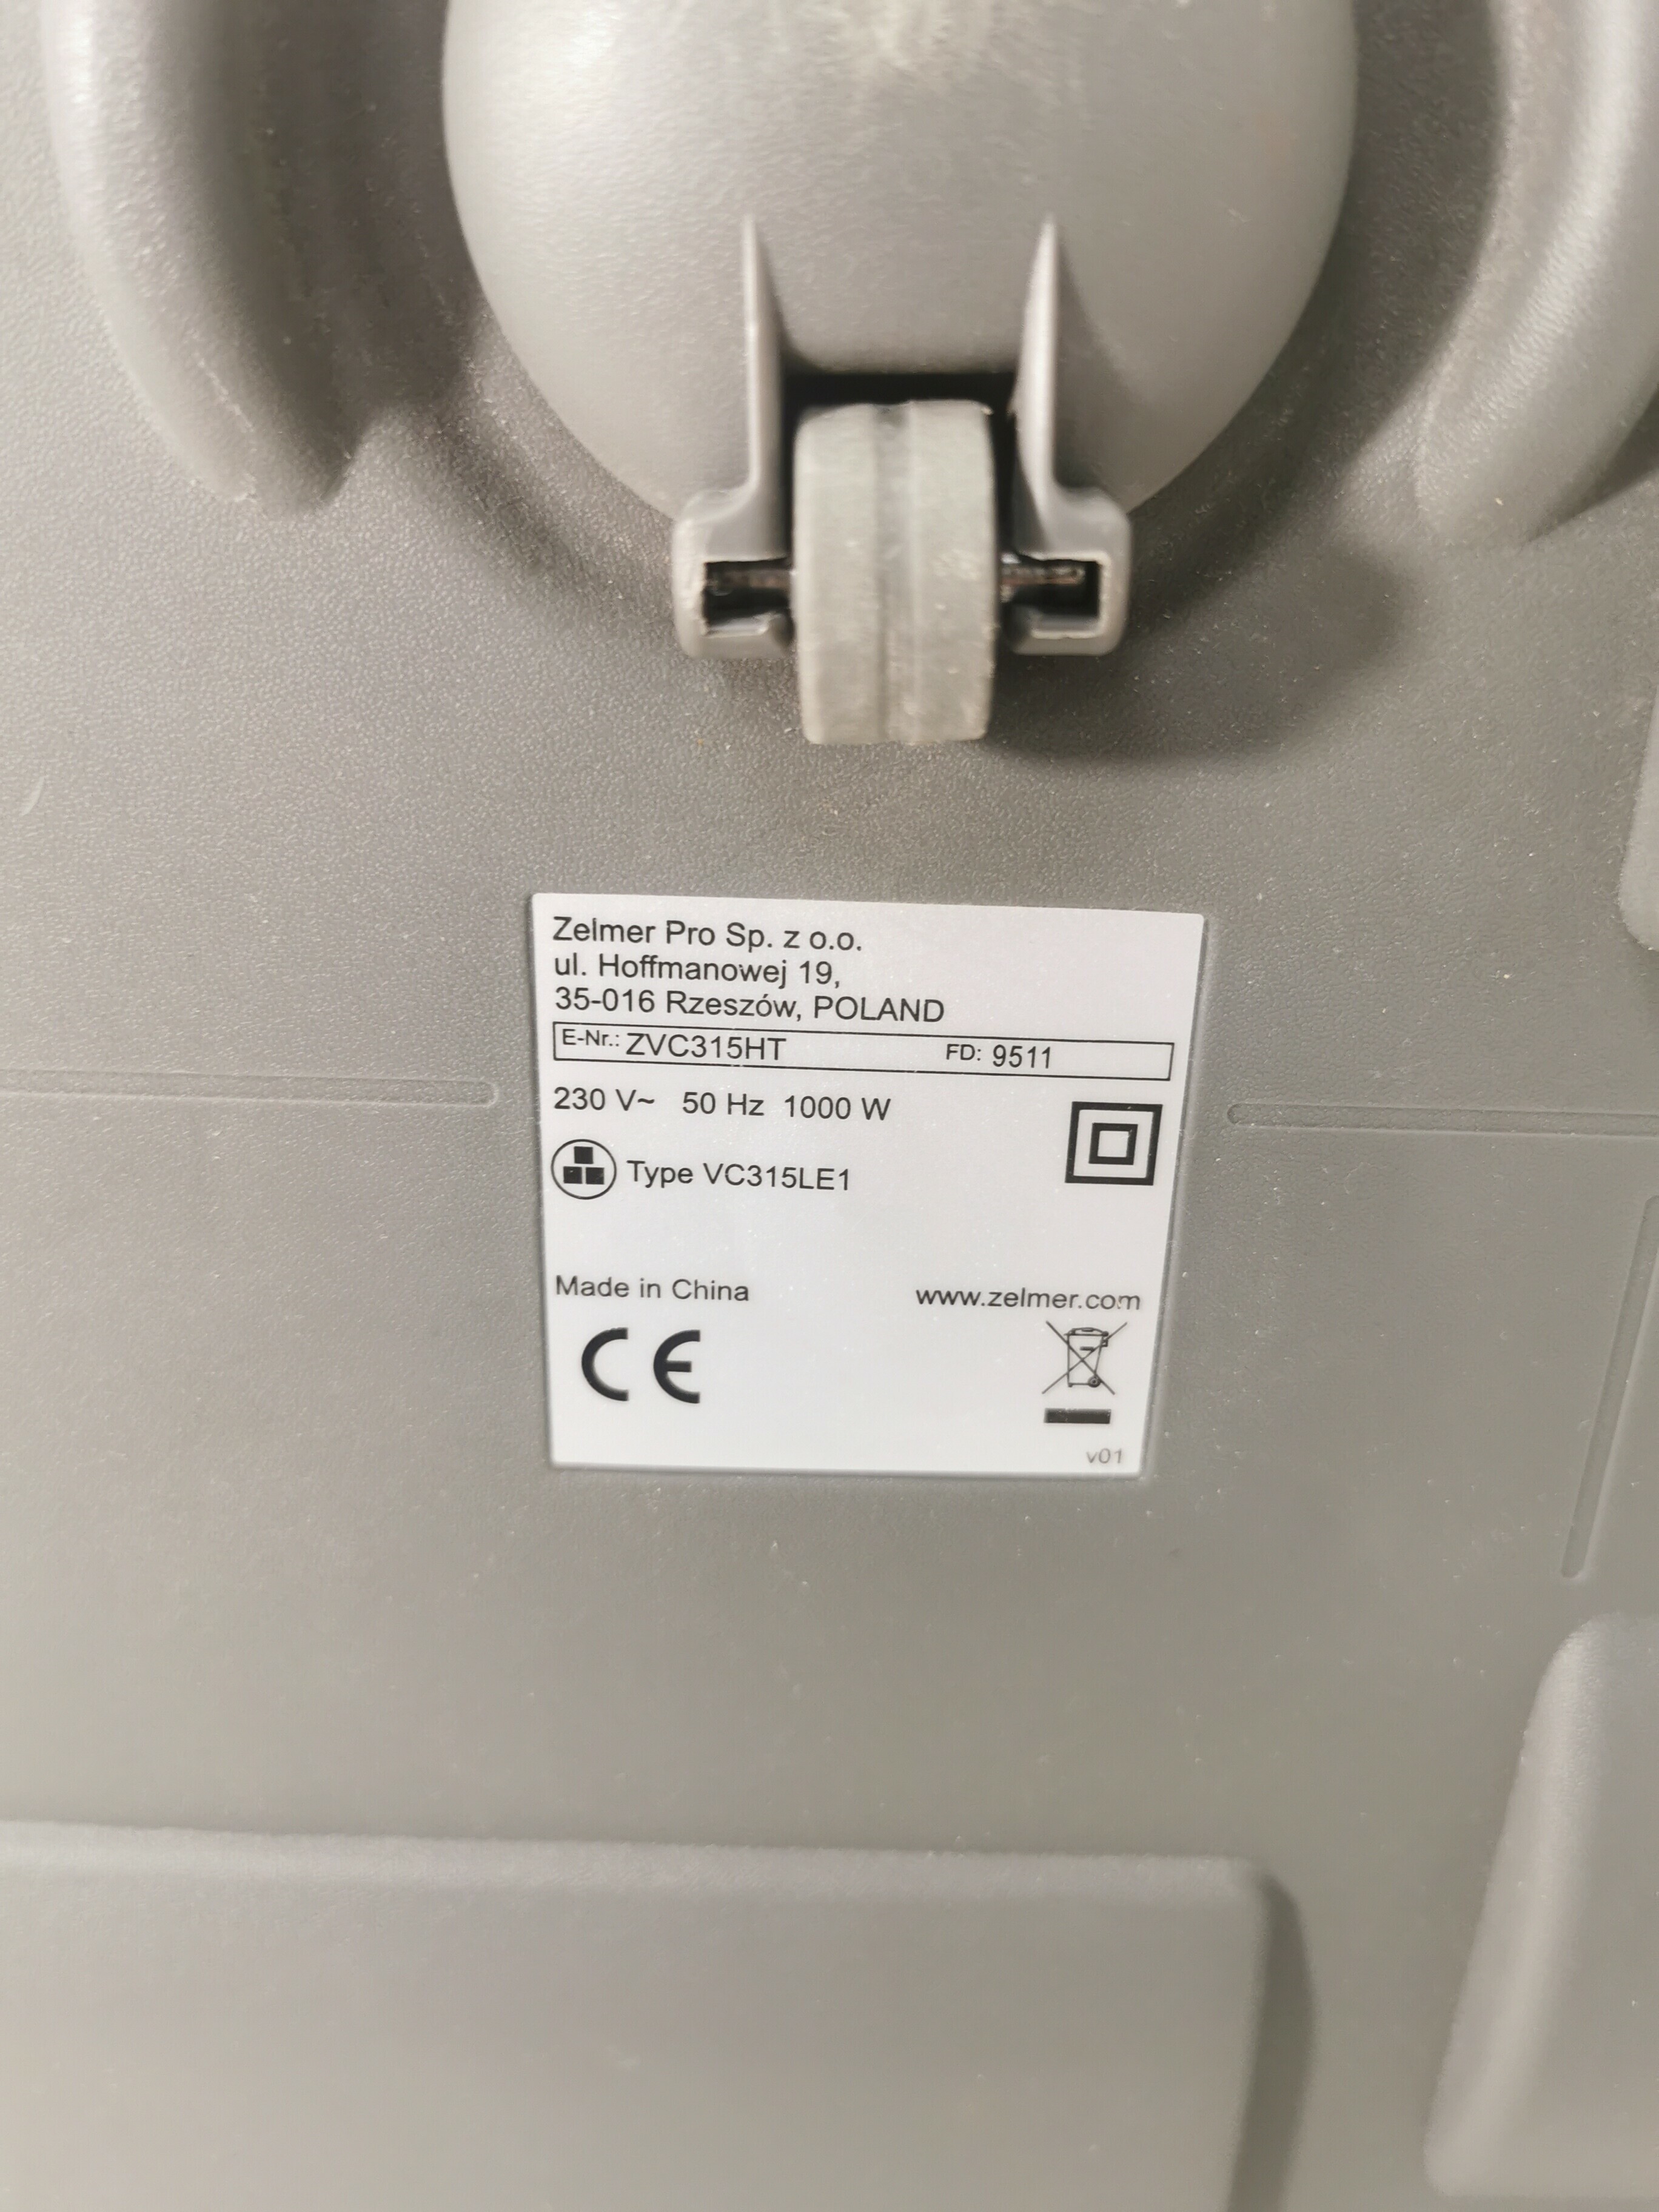 Zelmer Pro Sp. z o.o.
ul. Hoffmanowej 19,
35-016 Rzeszów, POLAND
E-Nr.: ZVC315HT FD: 9511
230 V~ 50 Hz 1000 W
Type VC315LE1
Made in China www.zelmer.com
CE
v01